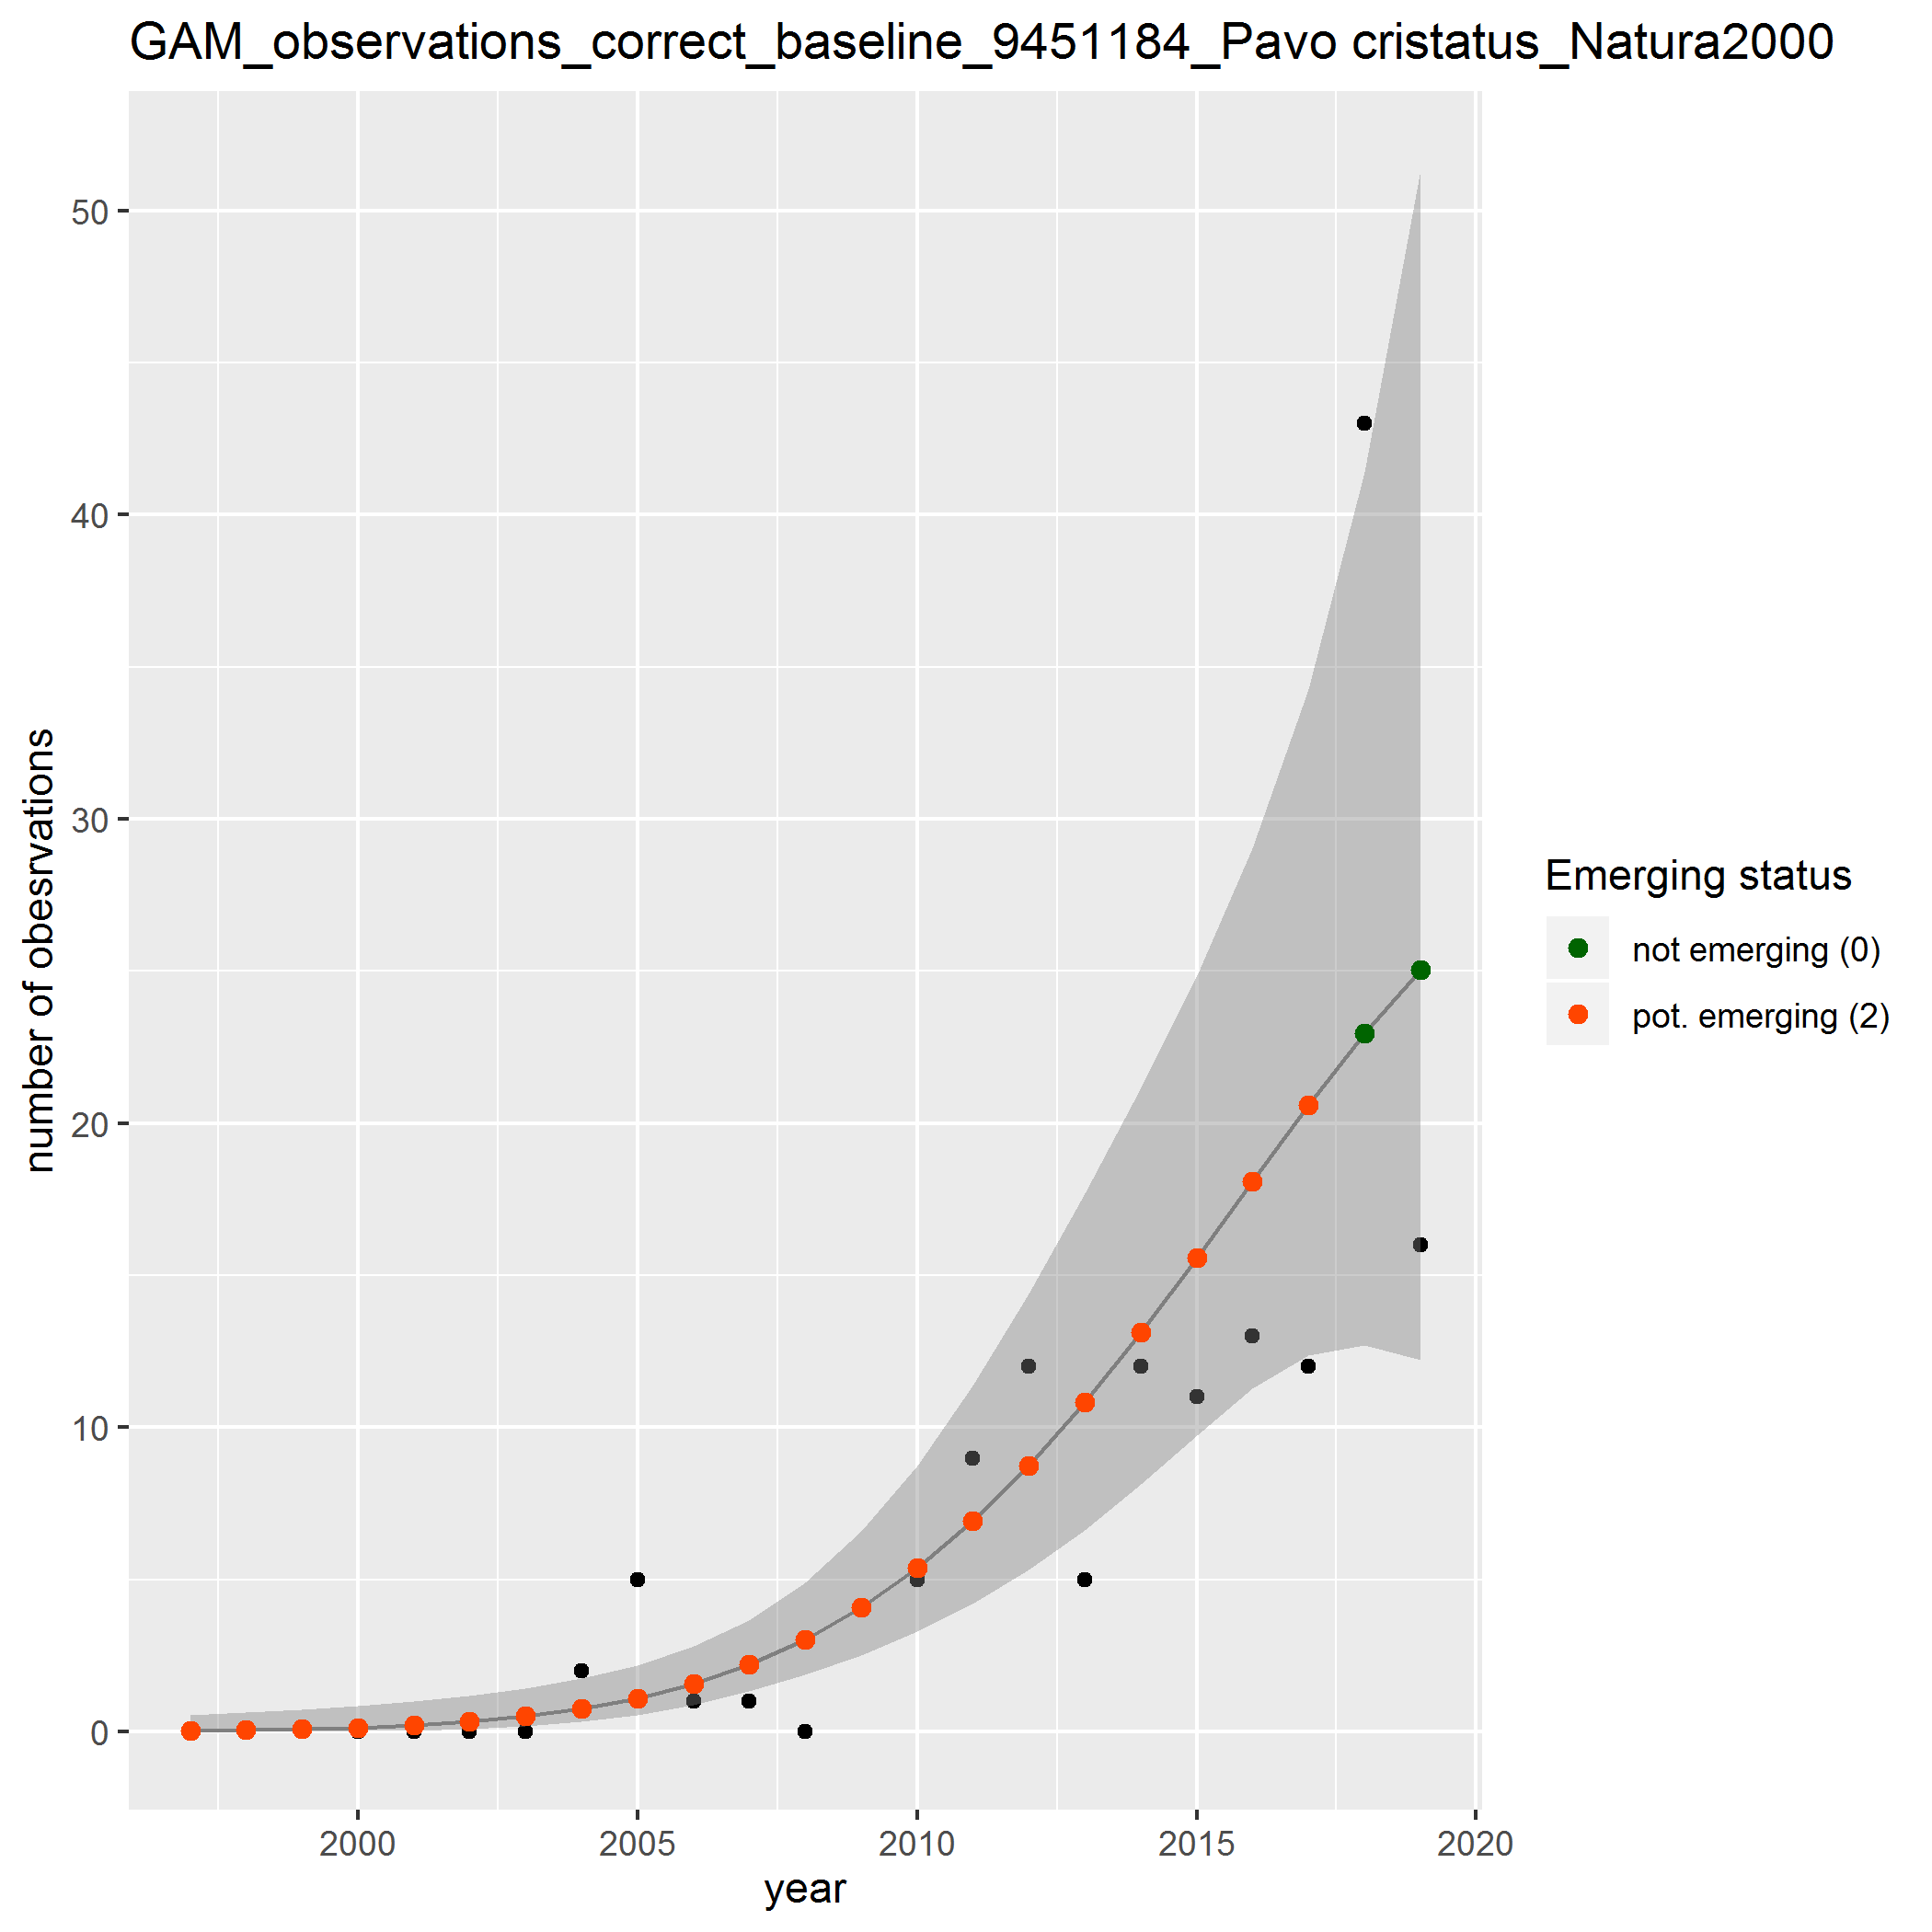 GAM_observations_correct_baseline_9451184_Pavo cristatus_Natura2000
number of obesrvations
50
40
30
20
10
0
2000 2005 2010 2015 2020
year
Emerging status
not emerging (0)
pot. emerging (2)